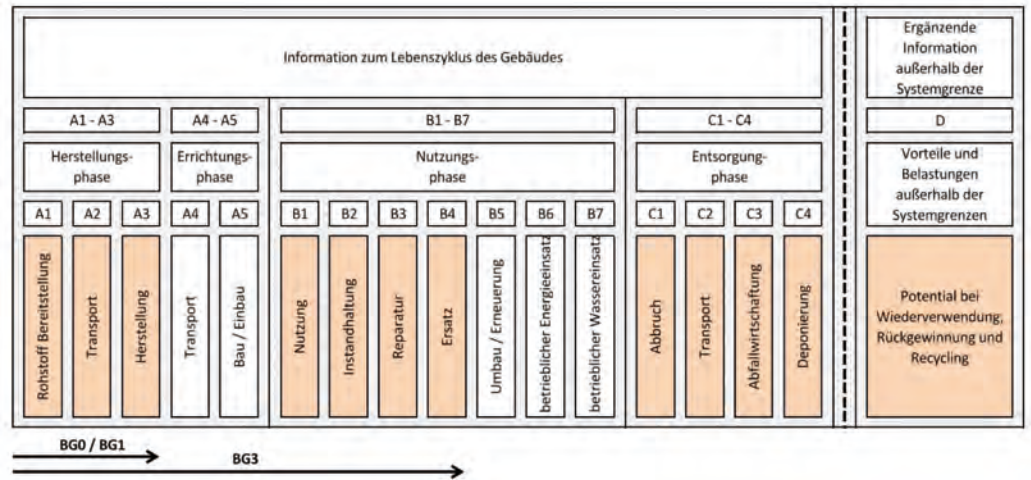 Information zum Lebenszyklus des Gebäudes
Ergänzende
Information
außerhalb der
Systemgrenze
A1 - A3
A4 - A5
B1 - B7
C1 - C4
D
Herstellungs-
phase
Errichtungs-
phase
Nutzungs-
phase
Entsorgung-
phase
Vorteile und
Belastungen
außerhalb der
Systemgrenzen
A1
A2
A3
A4
A5
B1
B2
B3
B4
B5
B6
B7
C1
C2
C3
C4
Rohstoff Bereitstellung
Transport
Herstellung
Transport
Bau / Einbau
Nutzung
Instandhaltung
Reparatur
Ersatz
Umbau / Erneuerung
betrieblicher Energieeinsatz
betrieblicher Wassereinsatz
Abbruch
Transport
Abfallwirtschaftung
Deponierung
Potential bei
Wiederverwendung,
Rückgewinnung und
Recycling
BG0 / BG1
BG3